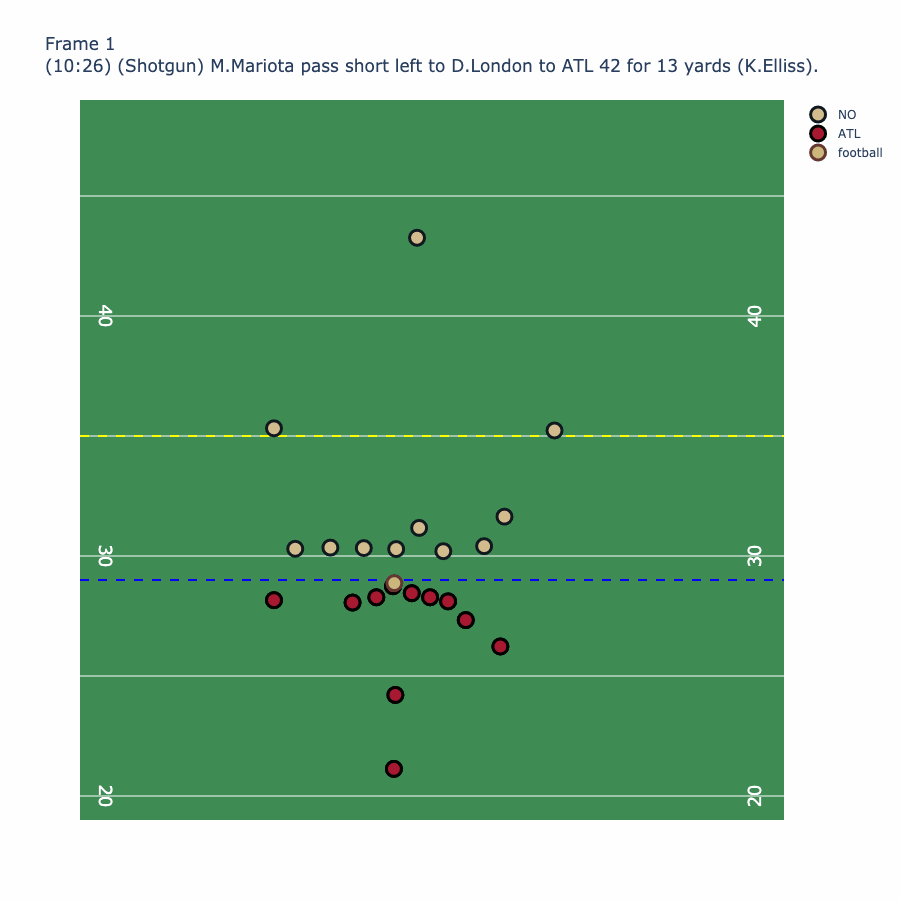 Frame 1
(10:26) (Shotgun) M.Mariota pass short left to D.London to ATL 42 for 13 yards (K.Elliss).
NO
ATL
football
40 40
30 30
20 20